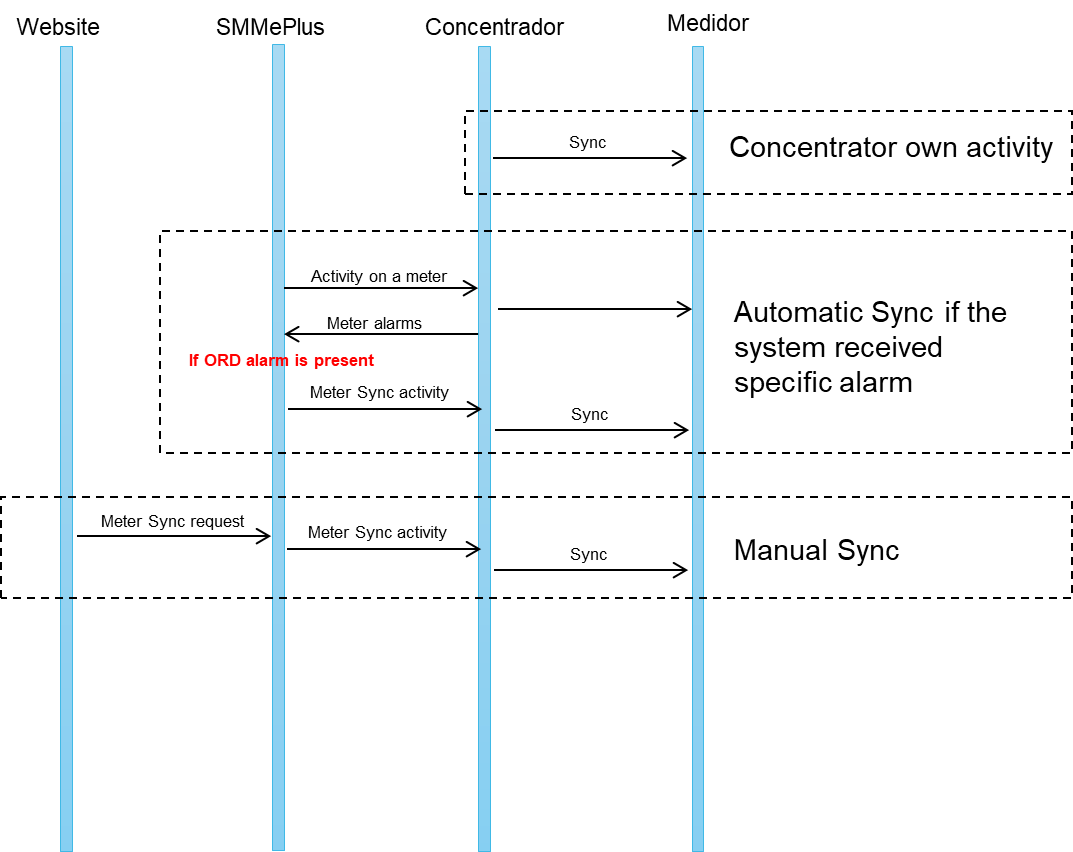 Website
SMMePlus
Concentrador
Medidor
Sync
Concentrator own activity
Activity on a meter
Meter alarms
If ORD alarm is present
Meter Sync activity
Sync
Automatic Sync if the
system received
specific alarm
Meter Sync request
Meter Sync activity
Sync
Manual Sync